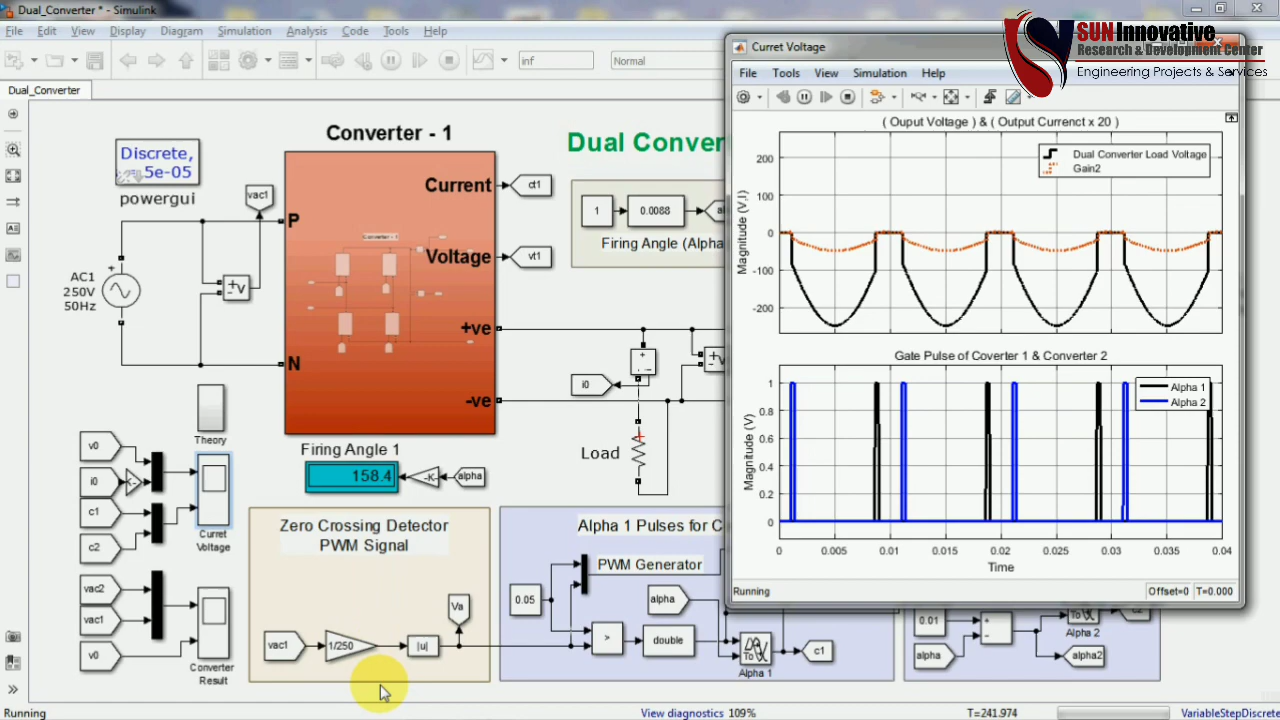 Dual_Converter * - Simulink
File Edit View Display Diagram Simulation Analysis Code Tools Help
inf
Normal
Dual_Converter
SUN Innovative
Research & Development Center
Engineering Projects & Services
Curret Voltage
File Tools View Simulation Help
( Ouput Voltage ) & ( Output Currenct x 20 )
Dual Converter Load Voltage
Gain2
Magnitude (V,I)
200
100
0
-100
-200
Gate Pulse of Coverter 1 & Converter 2
Alpha 1
Alpha 2
Magnitude (V)
1
0.8
0.6
0.4
0.2
0
0 0.005 0.01 0.015 0.02 0.025 0.03 0.035 0.04
Time
Running
Offset=0 T=0.000
Converter - 1
Dual Conver
Discrete,
5e-05
powergui
vac1
P
N
AC1
250V
50Hz
+v
Converter - 1
Current
Voltage
+ve
-ve
ct1
vt1
1
0.0088
al
Firing Angle (Alpha
+v
i0
Load
Theory
Firing Angle 1
158.4
-K-
alpha
v0
i0
c1
c2
Curret
Voltage
vac2
vac1
v0
Converter
Result
Zero Crossing Detector
PWM Signal
vac1
1/250
|u|
Va
Alpha 1 Pulses for C
PWM Generator
0.05
alpha
>
double
Alpha 1
c1
0.01
alpha
Alpha 2
c2
alpha2
Running
View diagnostics 109%
T=241.974
VariableStepDiscrete